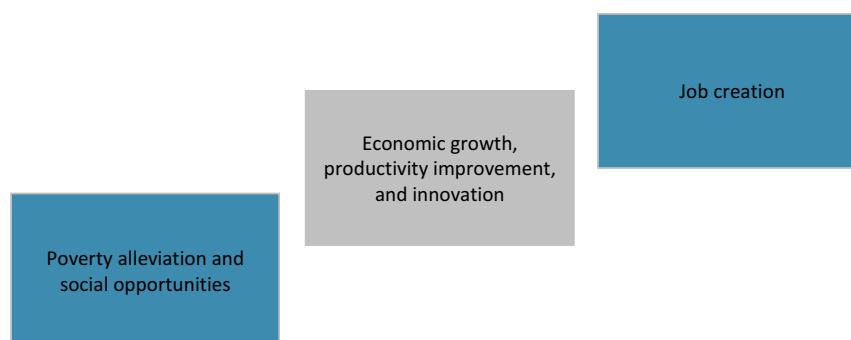 Job creation
Economic growth,
productivity improvement,
and innovation
Poverty alleviation and
social opportunities